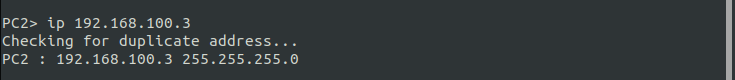 PC2> ip 192.168.100.3
Checking for duplicate address...
PC2 : 192.168.100.3 255.255.255.0